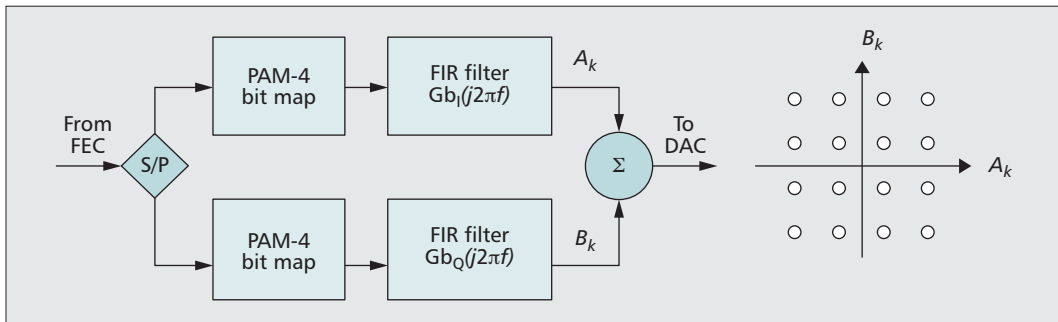 From
FEC
S/P
PAM-4
bit map
FIR filter
Gb_I(j2πf)
A_k
PAM-4
bit map
FIR filter
Gb_Q(j2πf)
B_k
Σ
To
DAC
B_k
A_k